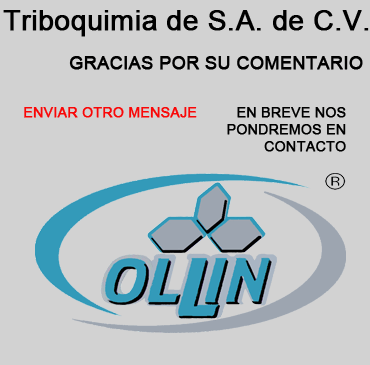 Triboquimia de S.A. de C.V.
GRACIAS POR SU COMENTARIO
ENVIAR OTRO MENSAJE
EN BREVE NOS
PONDREMOS EN
CONTACTO
®
OLLIN